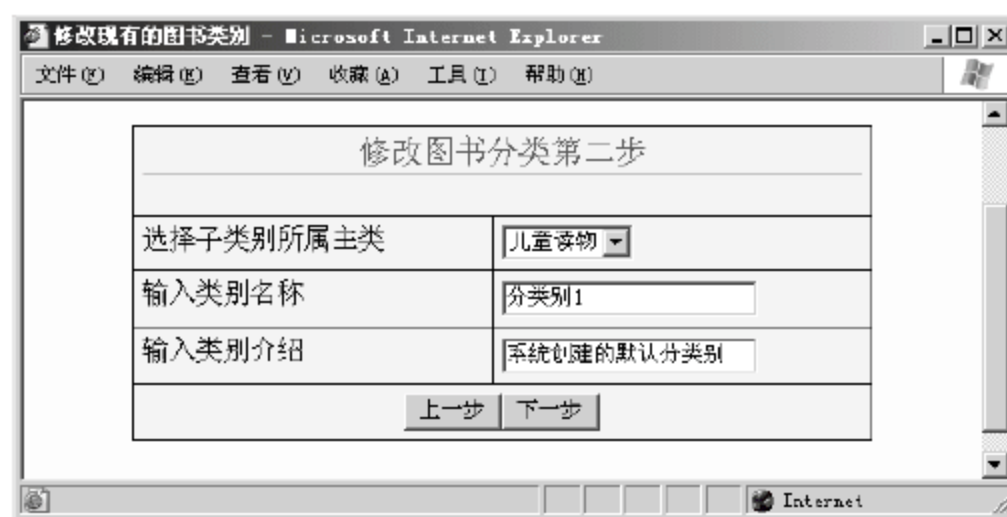 修改现有的图书类别 - Microsoft Internet Explorer
文件(F) 编辑(E) 查看(V) 收藏(A) 工具(T) 帮助(H)
修改图书分类第二步
选择子类别所属主类 儿童读物
输入类别名称 分类别1
输入类别介绍 系统创建的默认分类别
上一步 下一步
Internet